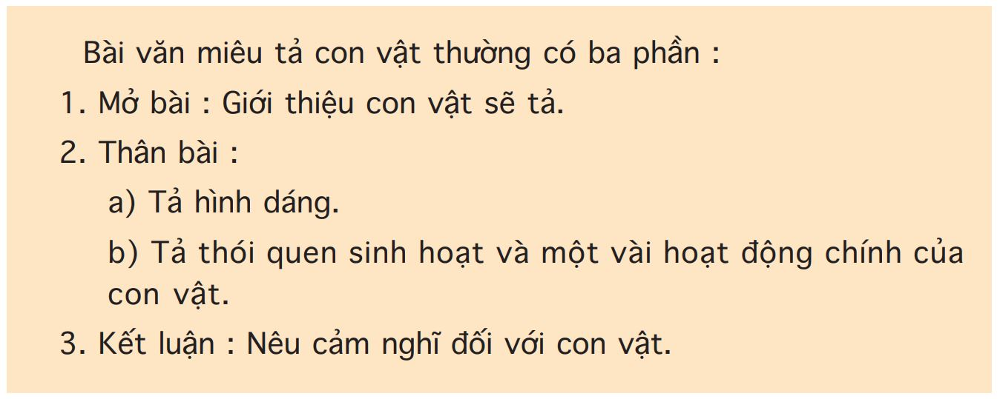 Bài văn miêu tả con vật thường có ba phần :
1. Mở bài : Giới thiệu con vật sẽ tả.
2. Thân bài :
a) Tả hình dáng.
b) Tả thói quen sinh hoạt và một vài hoạt động chính của
con vật.
3. Kết luận : Nêu cảm nghĩ đối với con vật.